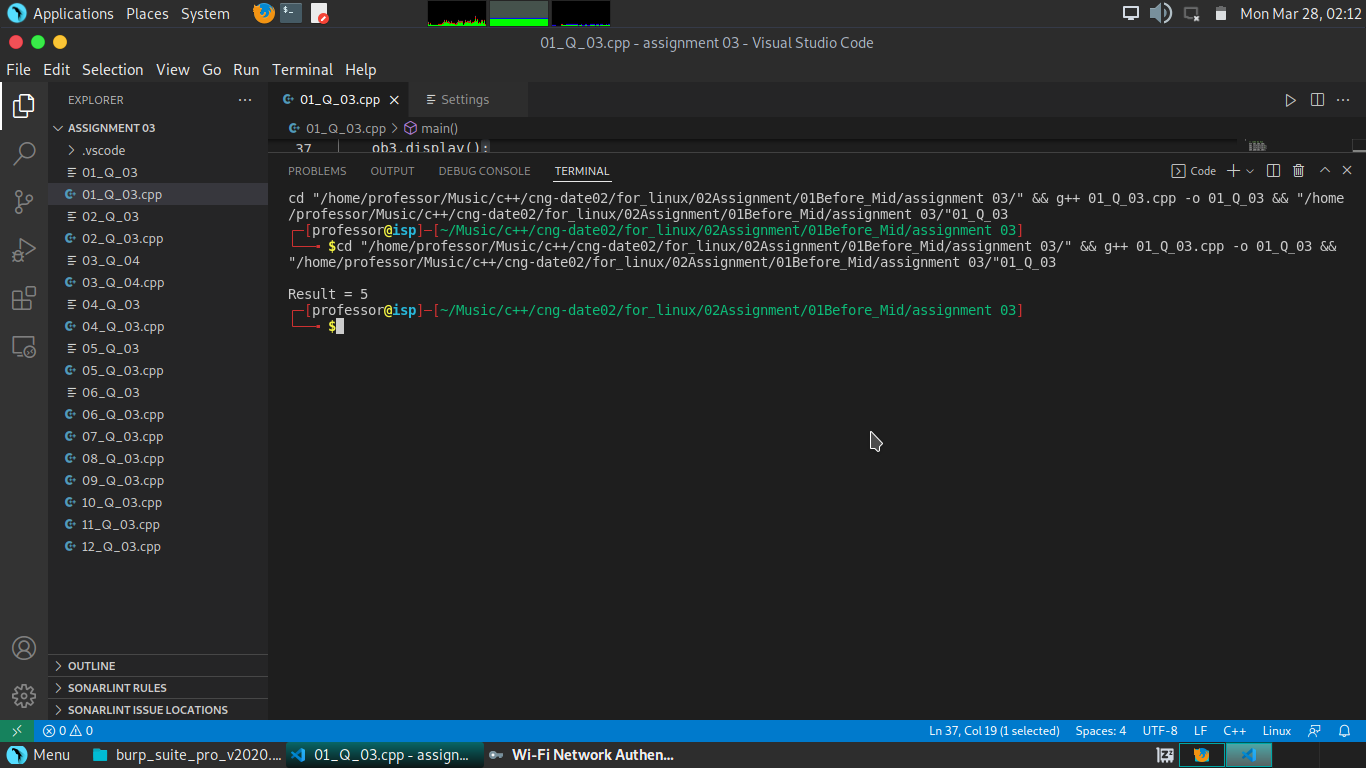 Applications Places System Mon Mar 28, 02:12
01_Q_03.cpp - assignment 03 - Visual Studio Code
File Edit Selection View Go Run Terminal Help
EXPLORER
ASSIGNMENT 03
.vscode
01_Q_03
01_Q_03.cpp
02_Q_03
02_Q_03.cpp
03_Q_04
03_Q_04.cpp
04_Q_03
04_Q_03.cpp
05_Q_03
05_Q_03.cpp
06_Q_03
06_Q_03.cpp
07_Q_03.cpp
08_Q_03.cpp
09_Q_03.cpp
10_Q_03.cpp
11_Q_03.cpp
12_Q_03.cpp
OUTLINE
SONARLINT RULES
SONARLINT ISSUE LOCATIONS
01_Q_03.cpp Settings
01_Q_03.cpp > main()
37 ob3.display();
PROBLEMS OUTPUT DEBUG CONSOLE TERMINAL Code
cd "/home/professor/Music/c++/cng-date02/for_linux/02Assignment/01Before_Mid/assignment 03/" && g++ 01_Q_03.cpp -o 01_Q_03 && "/home
/professor/Music/c++/cng-date02/for_linux/02Assignment/01Before_Mid/assignment 03/"01_Q_03
┌─[professor@isp]─[~/Music/c++/cng-date02/for_linux/02Assignment/01Before_Mid/assignment 03]
└──╼ $cd "/home/professor/Music/c++/cng-date02/for_linux/02Assignment/01Before_Mid/assignment 03/" && g++ 01_Q_03.cpp -o 01_Q_03 &&
"/home/professor/Music/c++/cng-date02/for_linux/02Assignment/01Before_Mid/assignment 03/"01_Q_03
Result = 5
┌─[professor@isp]─[~/Music/c++/cng-date02/for_linux/02Assignment/01Before_Mid/assignment 03]
└──╼ $
0 0 Ln 37, Col 19 (1 selected) Spaces: 4 UTF-8 LF C++ Linux
Menu burp_suite_pro_v2020.... 01_Q_03.cpp - assign... Wi-Fi Network Authen...